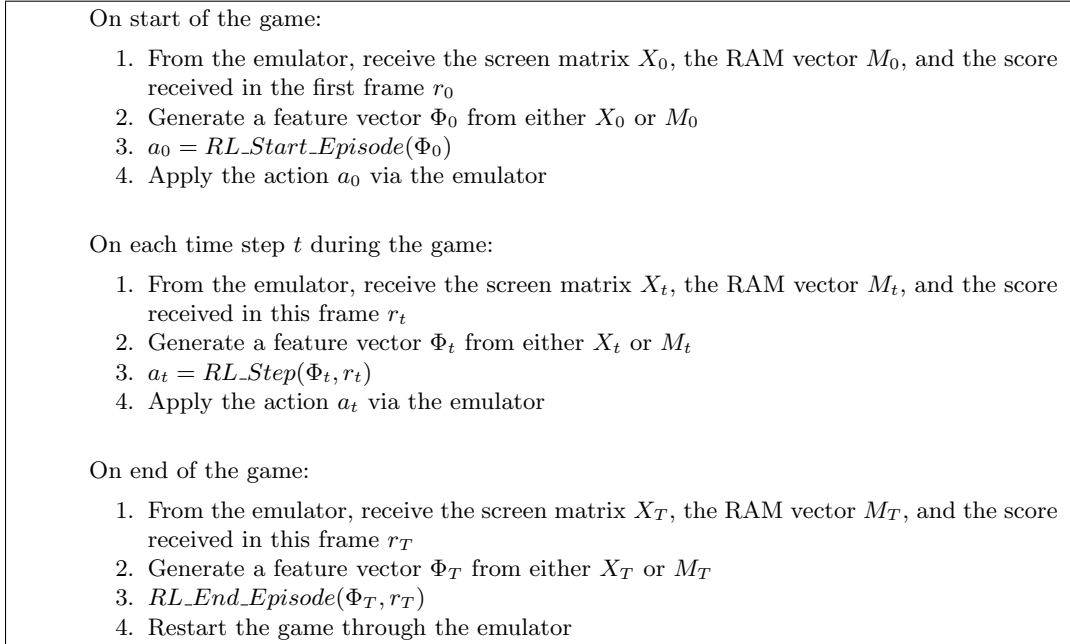 On start of the game:
1. From the emulator, receive the screen matrix X_0, the RAM vector M_0, and the score
received in the first frame r_0
2. Generate a feature vector Φ_0 from either X_0 or M_0
3. a_0 = RL_Start_Episode(Φ_0)
4. Apply the action a_0 via the emulator
On each time step t during the game:
1. From the emulator, receive the screen matrix X_t, the RAM vector M_t, and the score
received in this frame r_t
2. Generate a feature vector Φ_t from either X_t or M_t
3. a_t = RL_Step(Φ_t, r_t)
4. Apply the action a_t via the emulator
On end of the game:
1. From the emulator, receive the screen matrix X_T, the RAM vector M_T, and the score
received in this frame r_T
2. Generate a feature vector Φ_T from either X_T or M_T
3. RL_End_Episode(Φ_T, r_T)
4. Restart the game through the emulator